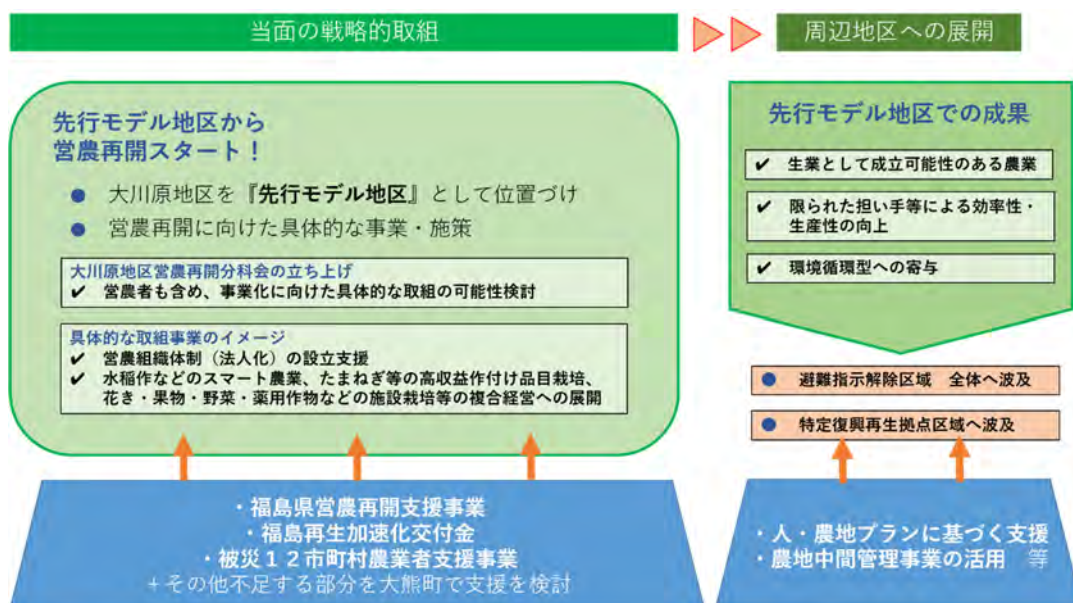 当面の戦略的取組
周辺地区への展開
先行モデル地区から
営農再開スタート！
● 大川原地区を『先行モデル地区』として位置づけ
● 営農再開に向けた具体的な事業・施策
大川原地区営農再開分科会の立ち上げ
✔ 営農者も含め、事業化に向けた具体的な取組の可能性検討
具体的な取組事業のイメージ
✔ 営農組織体制（法人化）の設立支援
✔ 水稲作などのスマート農業、たまねぎ等の高収益作付け品目栽培、
花き・果物・野菜・薬用作物などの施設栽培等の複合経営への展開
・福島県営農再開支援事業
・福島再生加速化交付金
・被災１２市町村農業者支援事業
＋その他不足する部分を大熊町で支援を検討
先行モデル地区での成果
✔ 生業として成立可能性のある農業
✔ 限られた担い手等による効率性・
生産性の向上
✔ 環境循環型への寄与
● 避難指示解除区域　全体へ波及
● 特定復興再生拠点区域へ波及
・人・農地プランに基づく支援
・農地中間管理事業の活用　等